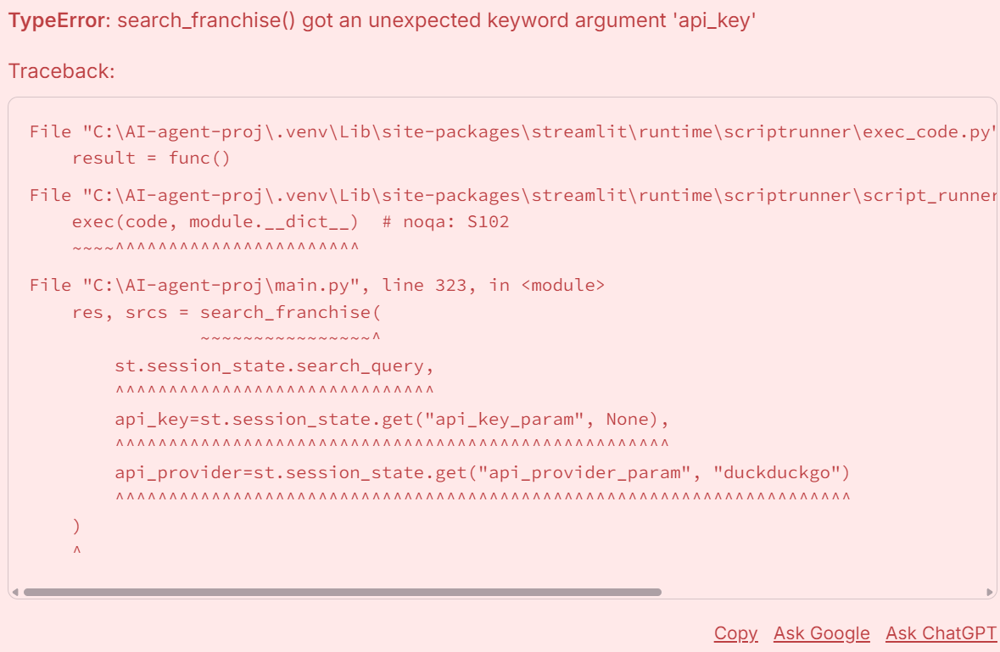 TypeError: search_franchise() got an unexpected keyword argument 'api_key'
Traceback:
File "C:\AI-agent-proj\.venv\Lib\site-packages\streamlit\runtime\scriptrunner\exec_code.py"
    result = func()
File "C:\AI-agent-proj\.venv\Lib\site-packages\streamlit\runtime\scriptrunner\script_runner
    exec(code, module.__dict__)  # noqa: S102
    ~~~~^^^^^^^^^^^^^^^^^^^^^^^
File "C:\AI-agent-proj\main.py", line 323, in <module>
    res, srcs = search_franchise(
                ~~~~~~~~~~~~~~~~^
        st.session_state.search_query,
        ^^^^^^^^^^^^^^^^^^^^^^^^^^^^^^
        api_key=st.session_state.get("api_key_param", None),
        ^^^^^^^^^^^^^^^^^^^^^^^^^^^^^^^^^^^^^^^^^^^^^^^^^^^^
        api_provider=st.session_state.get("api_provider_param", "duckduckgo")
        ^^^^^^^^^^^^^^^^^^^^^^^^^^^^^^^^^^^^^^^^^^^^^^^^^^^^^^^^^^^^^^^^^^^^^
    )
    ^
Copy Ask Google Ask ChatGPT